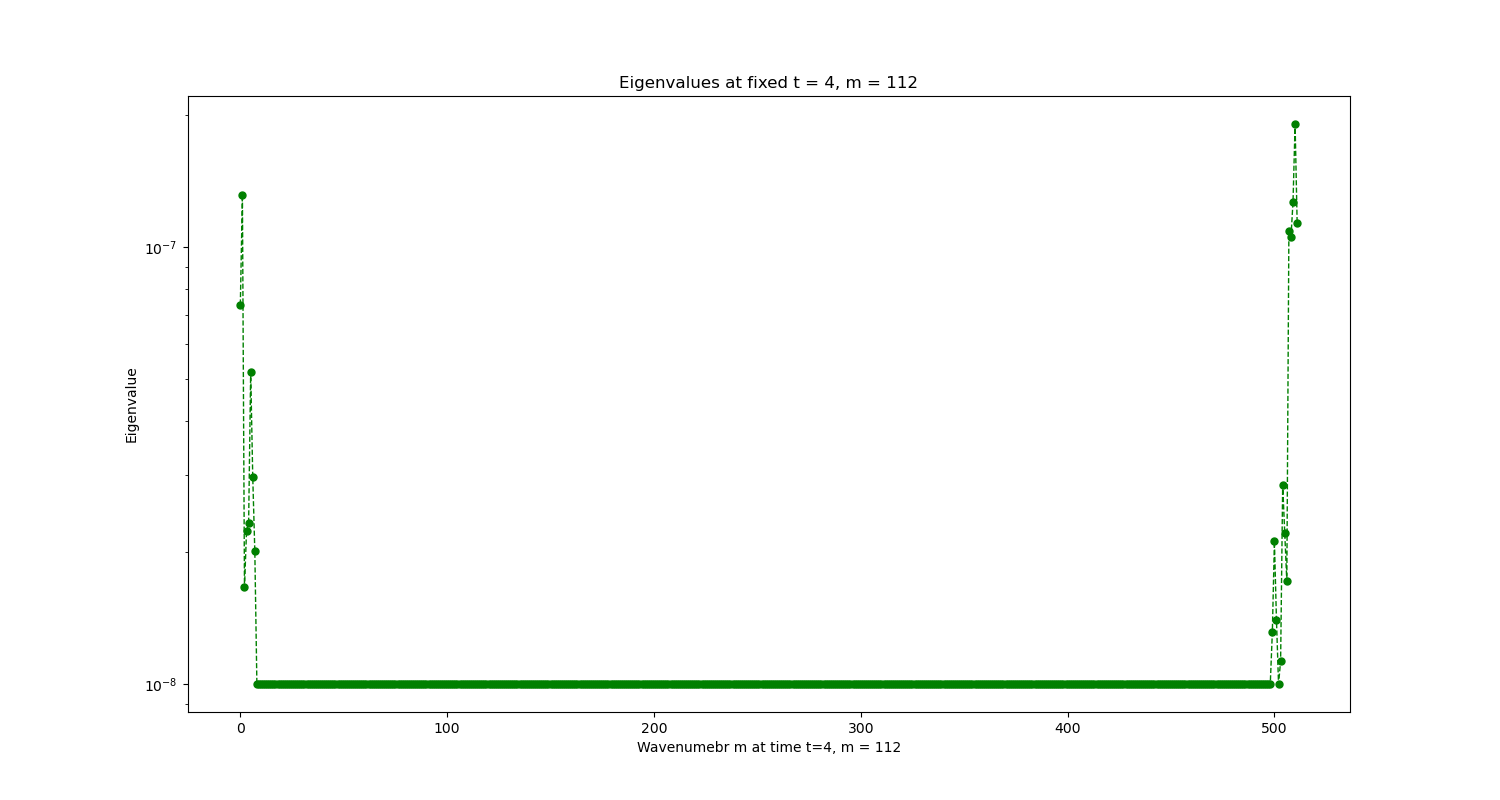 Eigenvalues at fixed t = 4, m = 112
Eigenvalue
10⁻⁷
10⁻⁸
0 100 200 300 400 500
Wavenumebr m at time t=4, m = 112